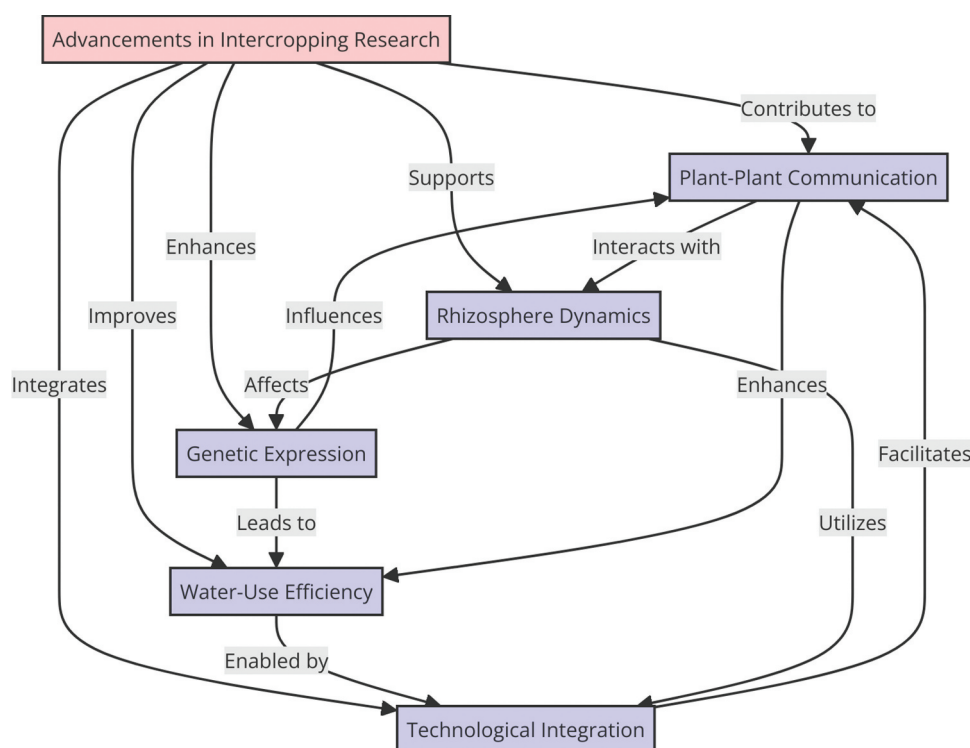 Advancements in Intercropping Research
Contributes to
Plant-Plant Communication
Supports
Enhances
Interacts with
Improves
Influences
Rhizosphere Dynamics
Integrates
Affects
Enhances
Genetic Expression
Facilitates
Leads to
Utilizes
Water-Use Efficiency
Enabled by
Technological Integration